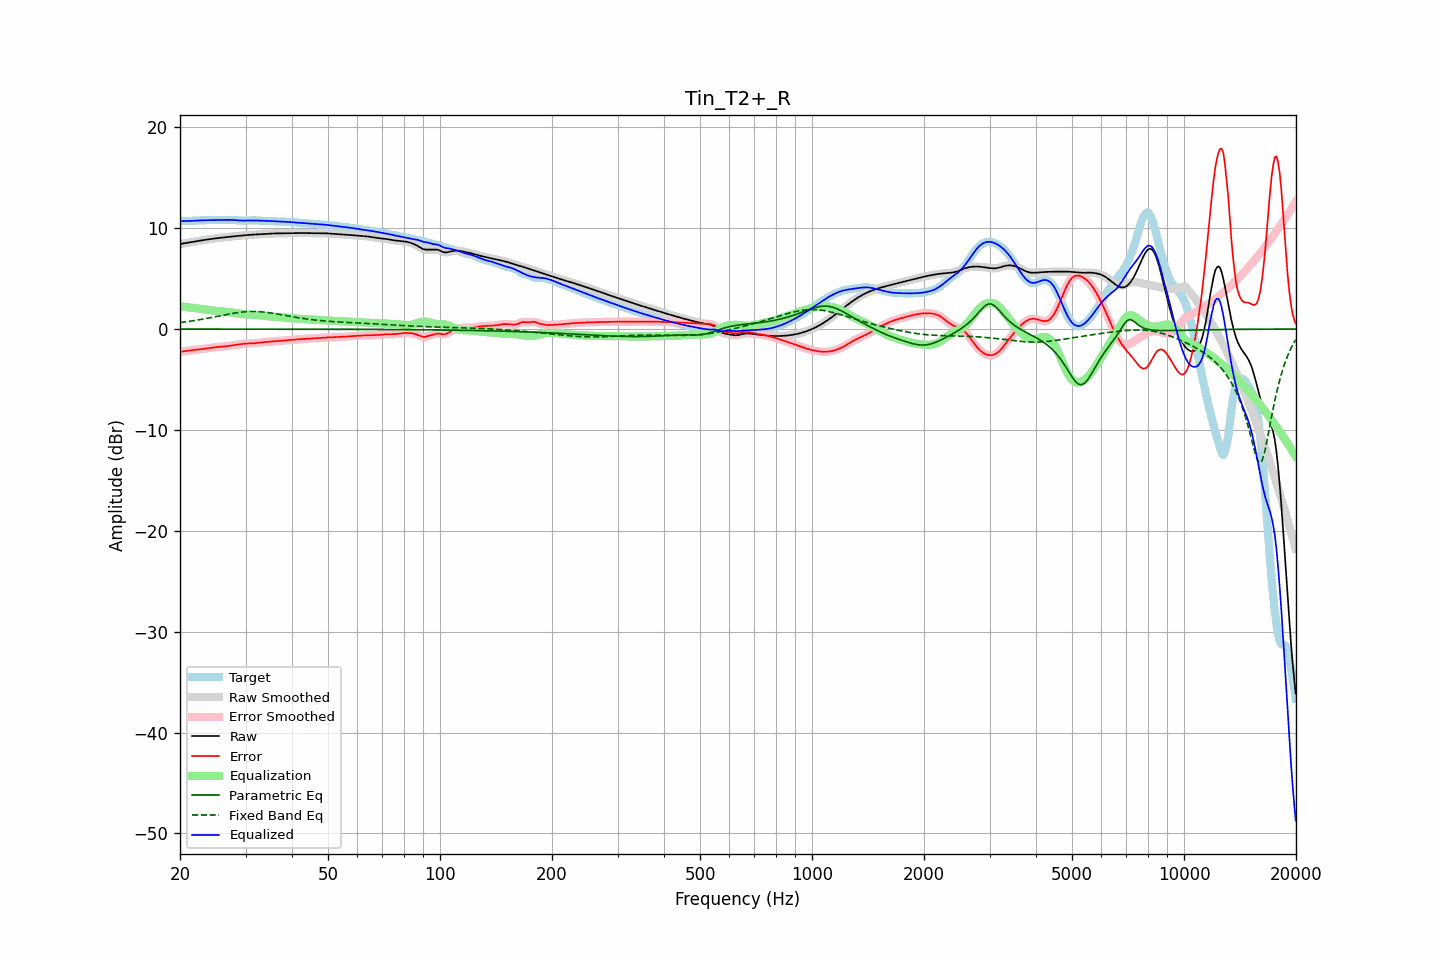 Tin_T2+_R
20
10
0
−10
−20
−30
−40
−50
Amplitude (dBr)
Target
Raw Smoothed
Error Smoothed
Raw
Error
Equalization
Parametric Eq
Fixed Band Eq
Equalized
20 50 100 200 500 1000 2000 5000 10000 20000
Frequency (Hz)